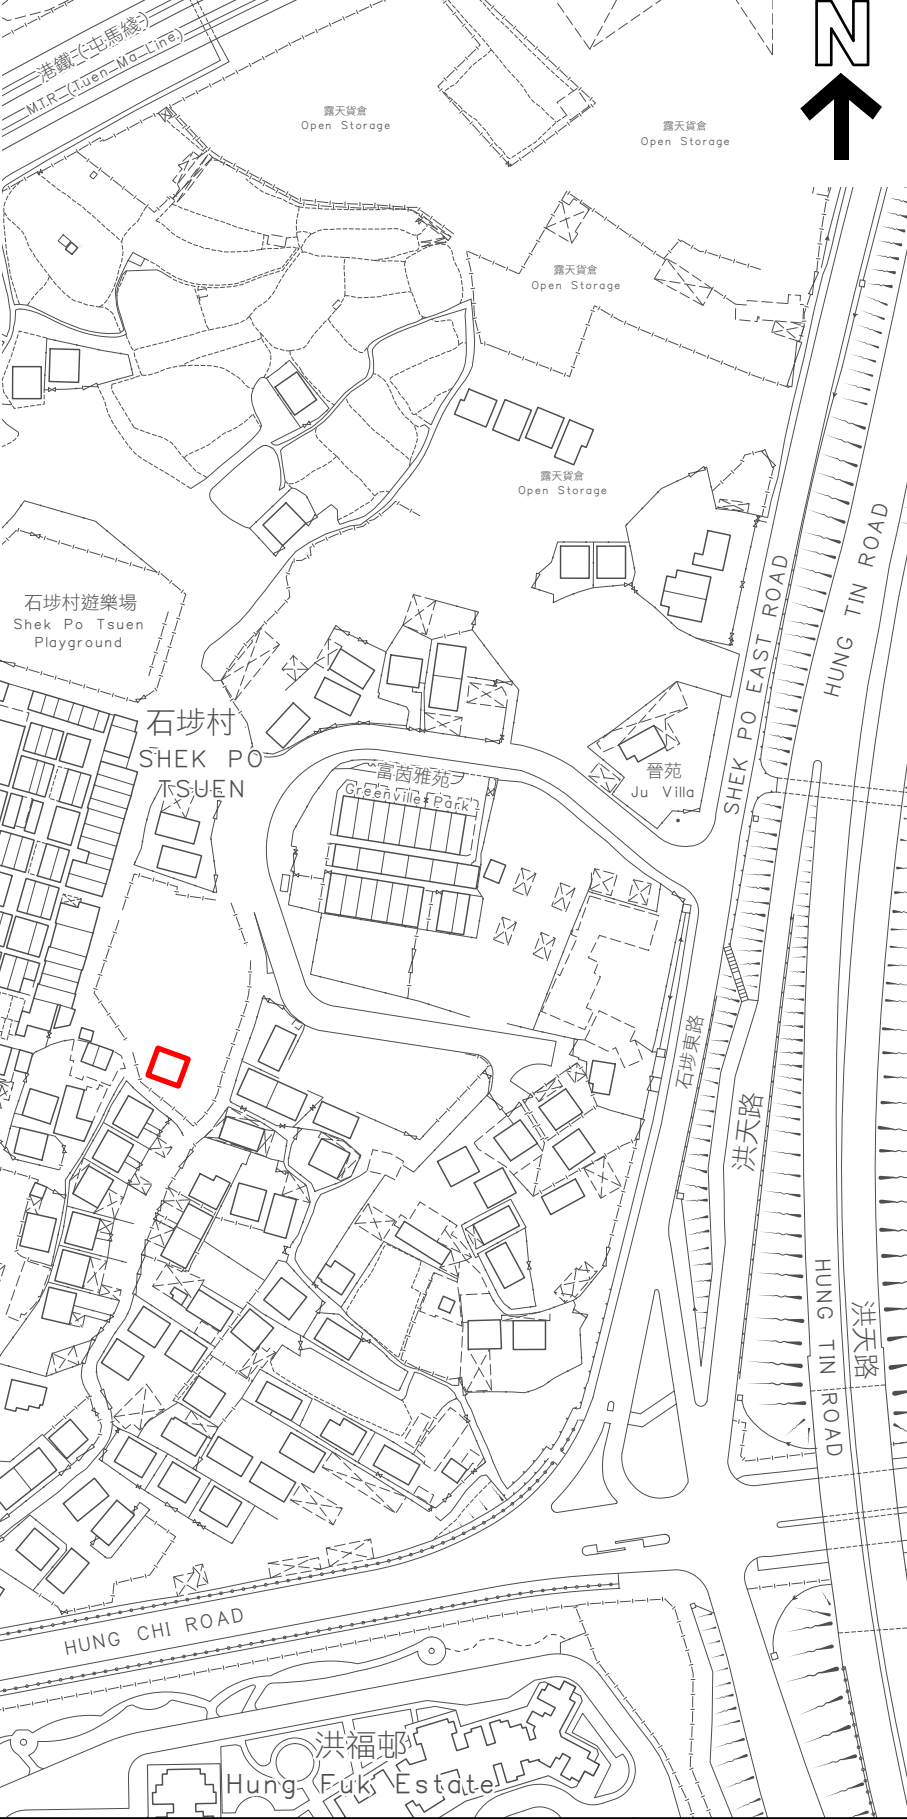 N
港鐵 (屯馬綫)
MTR (Tuen Ma Line)
露天貨倉
Open Storage
露天貨倉
Open Storage
露天貨倉
Open Storage
露天貨倉
Open Storage
HUNG TIN ROAD
SHEK PO EAST ROAD
石埗村遊樂場
Shek Po Tsuen
Playground
石埗村
SHEK PO
TSUEN
富茵雅苑
Greenville Park
晉苑
Ju Villa
石埗東路
洪天路
HUNG TIN ROAD
洪天路
HUNG CHI ROAD
洪福邨
Hung Fuk Estate